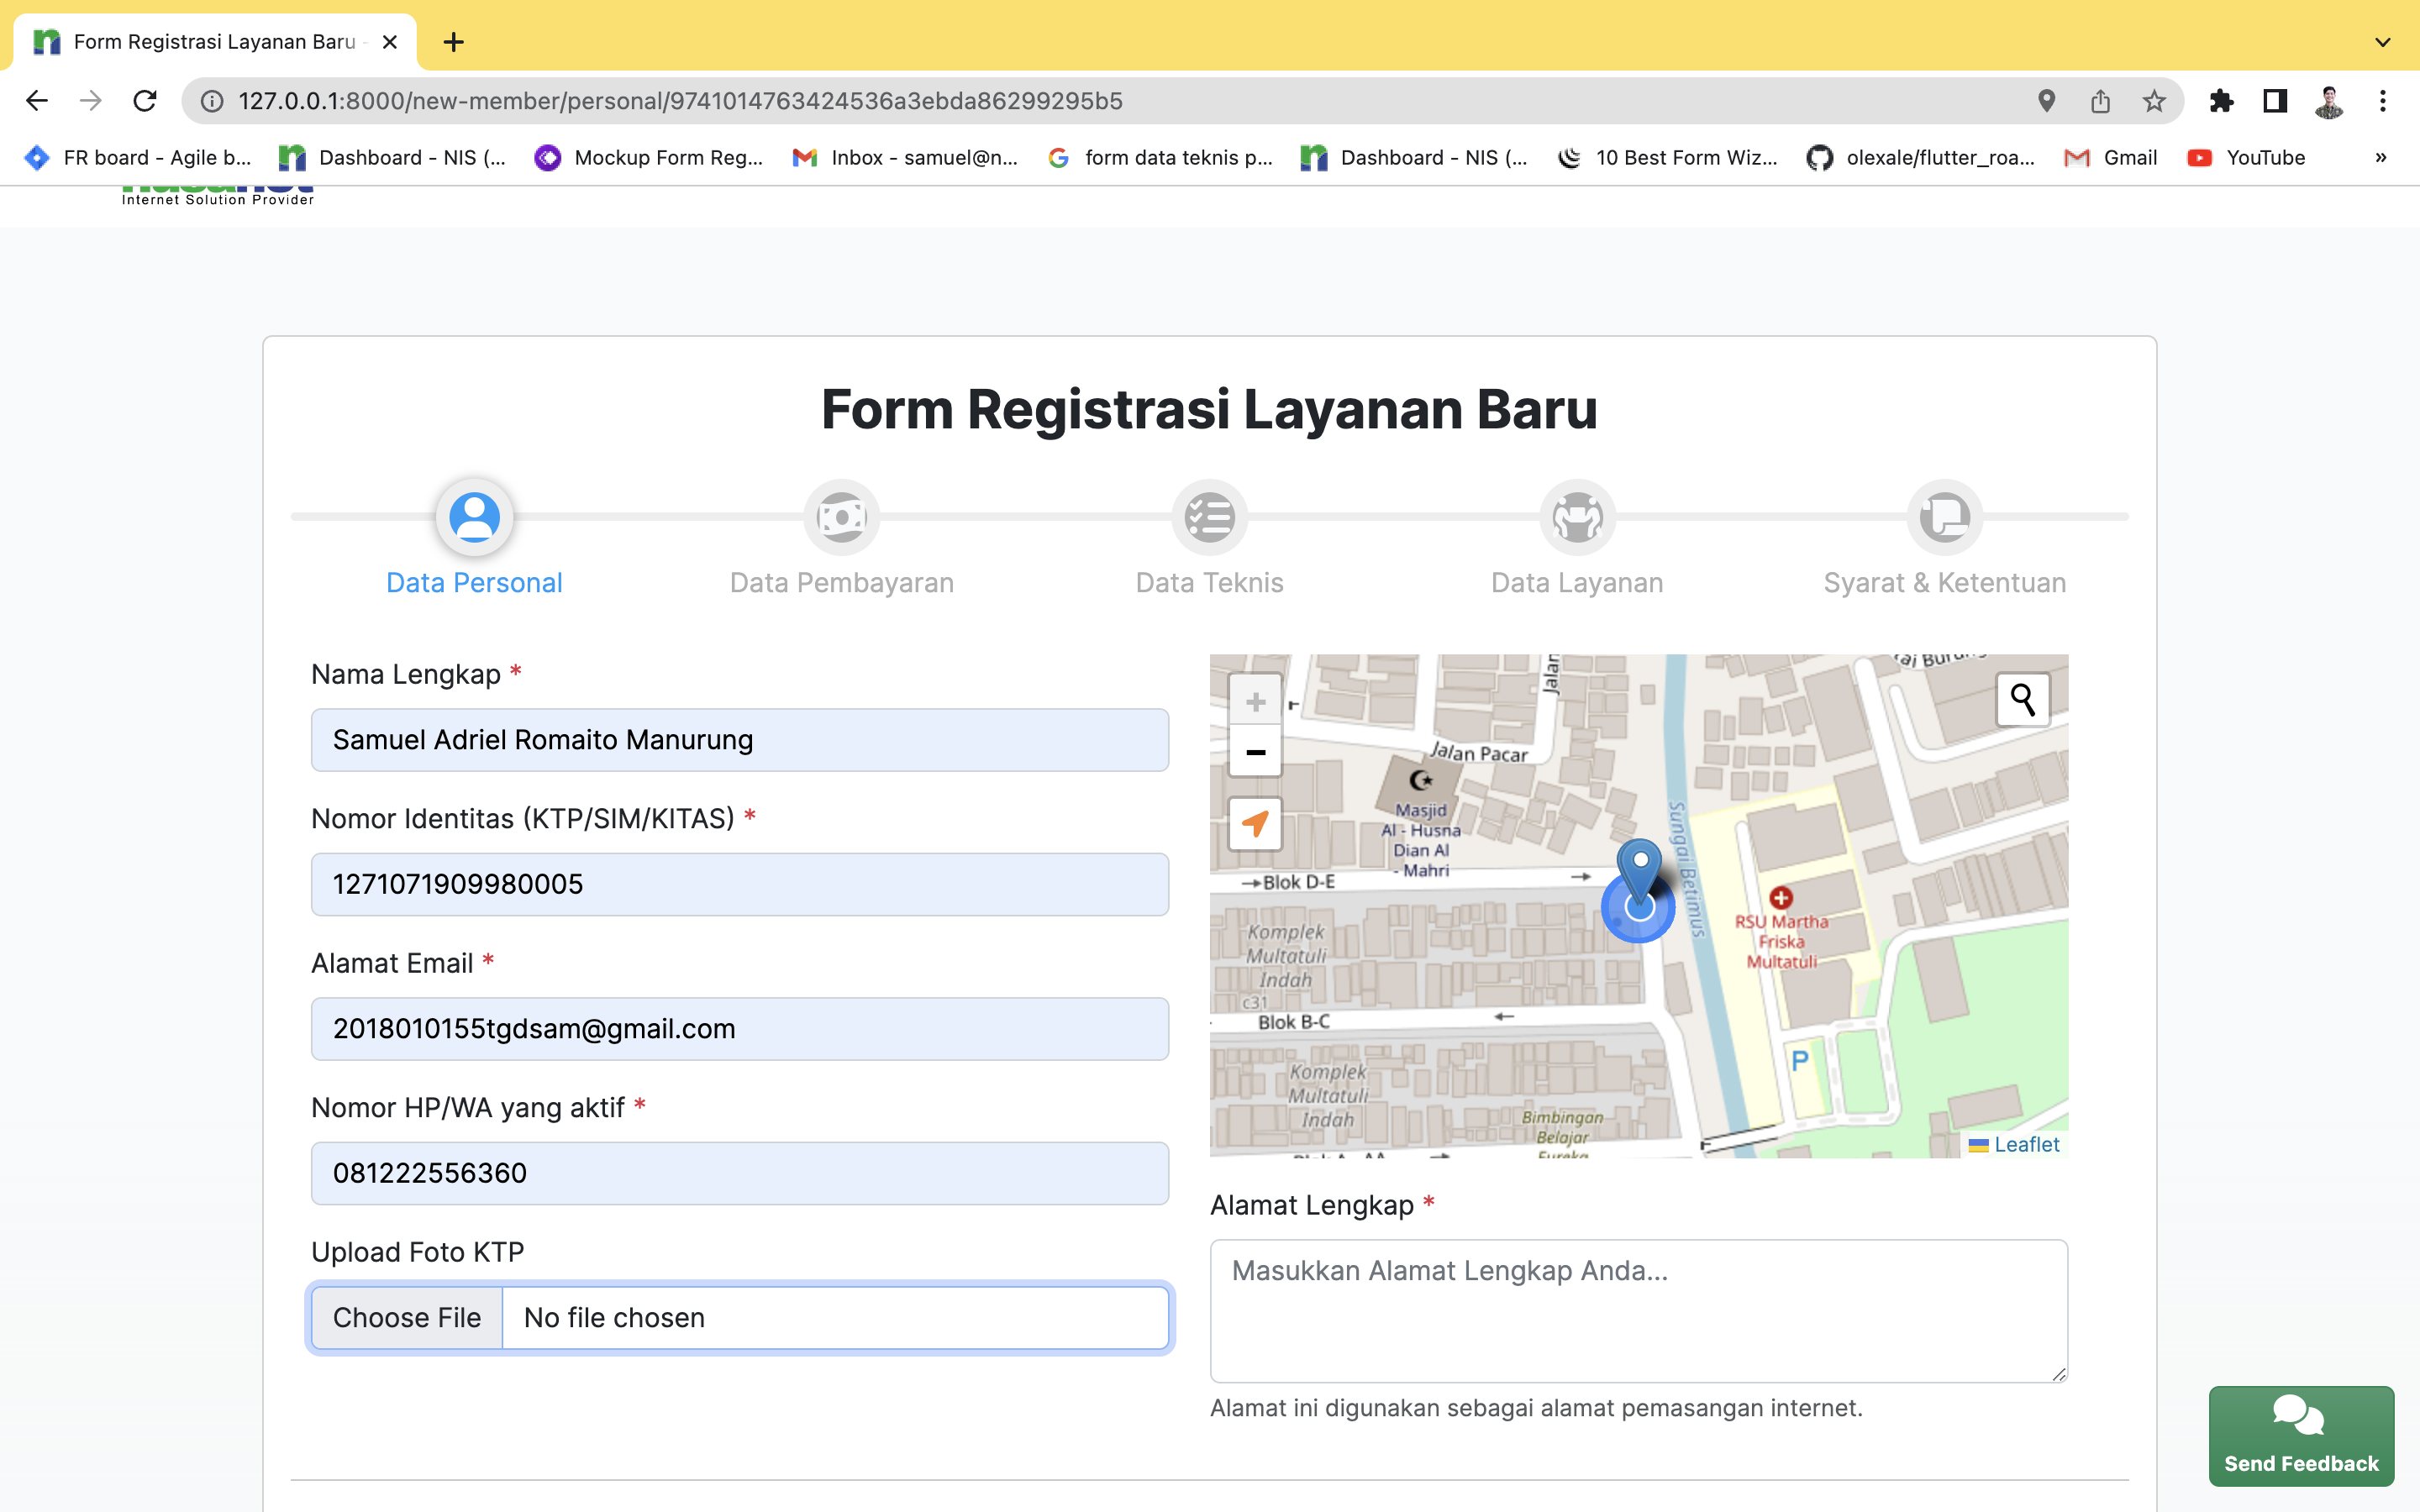 Form Registrasi Layanan Baru -
127.0.0.1:8000/new-member/personal/9741014763424536a3ebda86299295b5
FR board - Agile b...
Dashboard - NIS (...
Mockup Form Reg...
Inbox - samuel@n...
form data teknis p...
Dashboard - NIS (...
10 Best Form Wiz...
olexale/flutter_roa...
Gmail
YouTube
»
Internet Solution Provider
Form Registrasi Layanan Baru
Data Personal
Data Pembayaran
Data Teknis
Data Layanan
Syarat & Ketentuan
Nama Lengkap *
Samuel Adriel Romaito Manurung
Nomor Identitas (KTP/SIM/KITAS) *
1271071909980005
Alamat Email *
2018010155tgdsam@gmail.com
Nomor HP/WA yang aktif *
081222556360
Upload Foto KTP
Choose File
No file chosen
+
−
Jalan
Jalan Pacar
Masjid
Al - Husna
Dian Al
- Mahri
Blok D-E
Sungai Betimus
RSU Martha
Friska
Multatuli
Komplek
Multatuli
Indah
c31
Blok B-C
P
Komplek
Multatuli
Indah
Bimbingan
Belajar
Eureka
Leaflet
Alamat Lengkap *
Masukkan Alamat Lengkap Anda...
Alamat ini digunakan sebagai alamat pemasangan internet.
Send Feedback